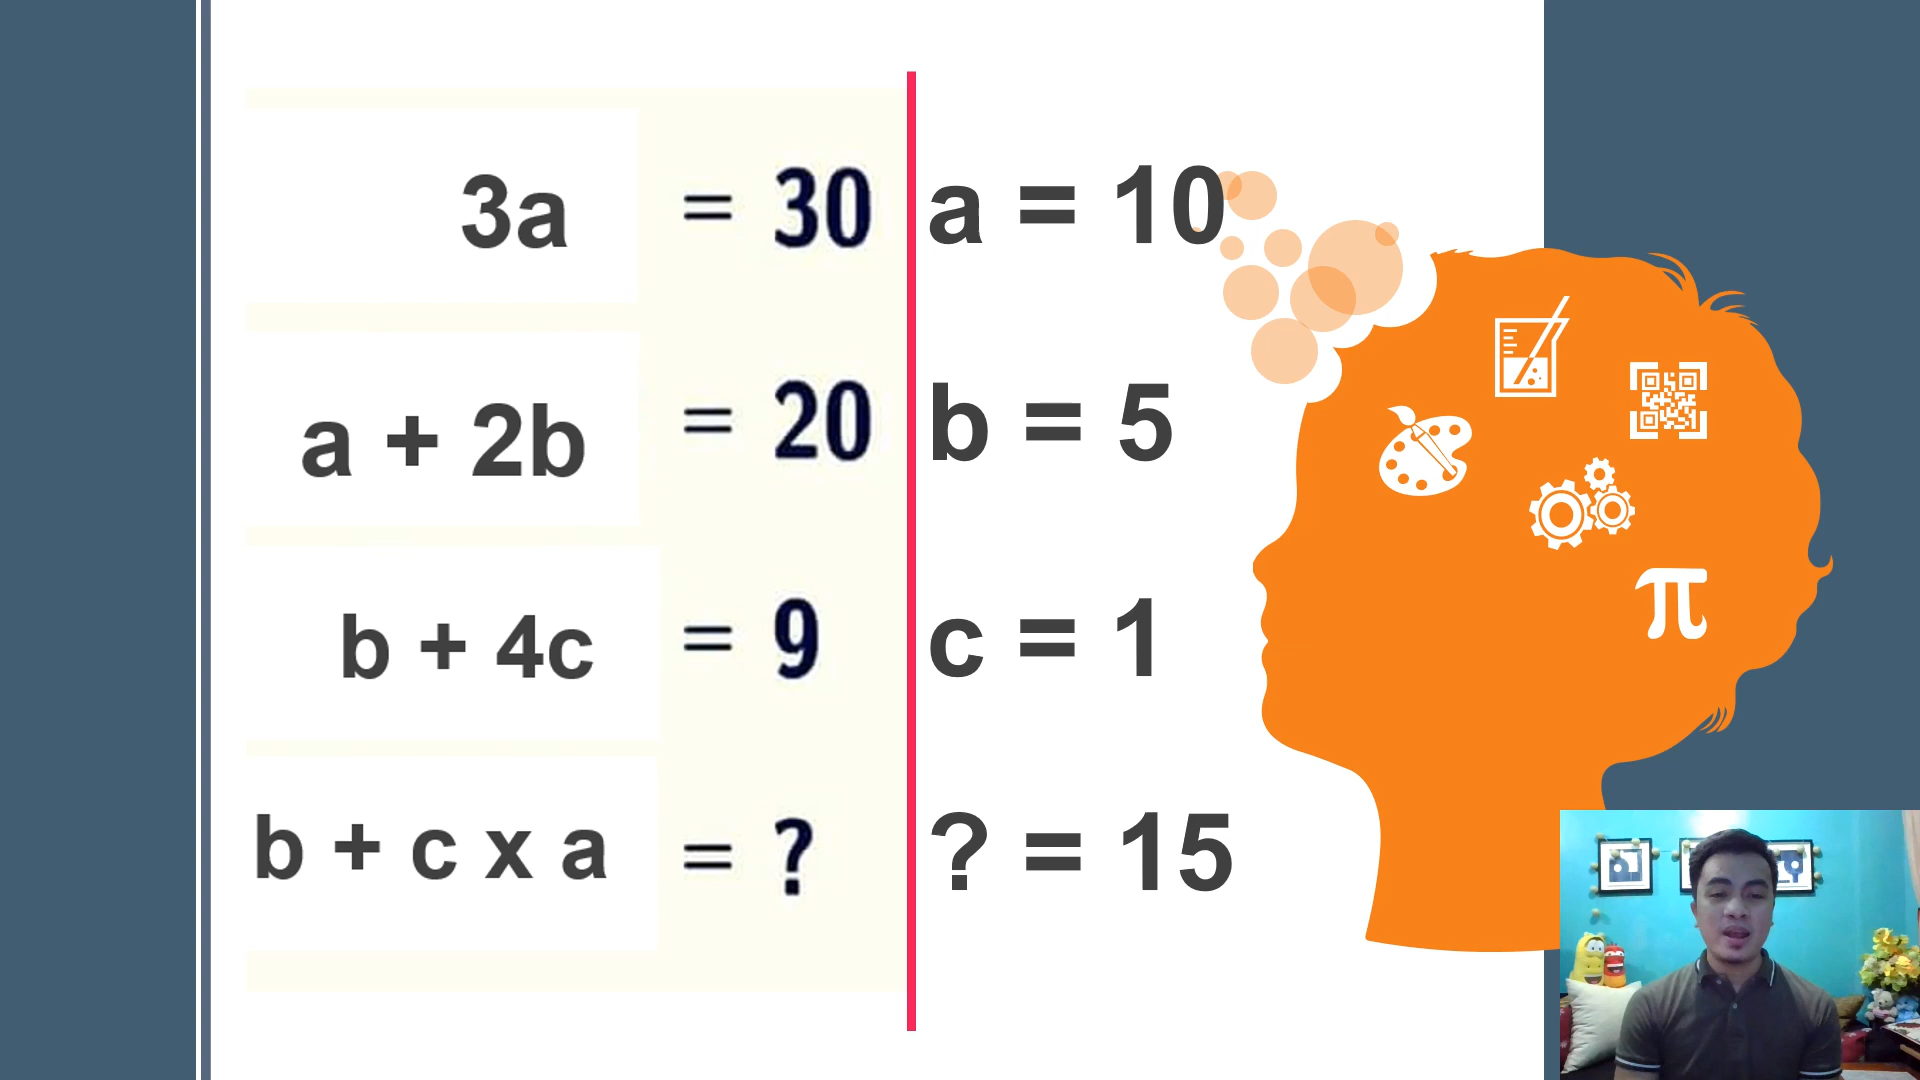 3a = 30 a = 10
a + 2b = 20 b = 5
b + 4c = 9 c = 1
b + c x a = ? ? = 15
π